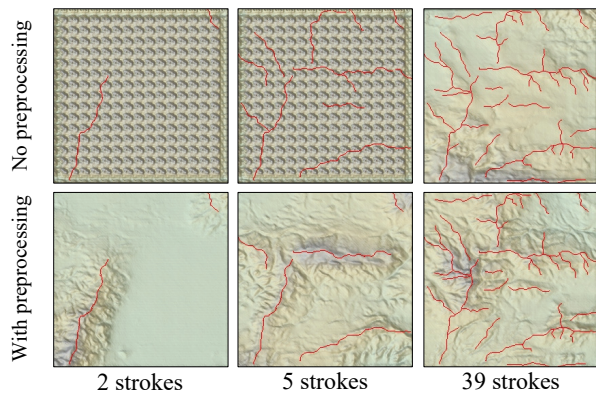 No preprocessing
With preprocessing
2 strokes
5 strokes
39 strokes